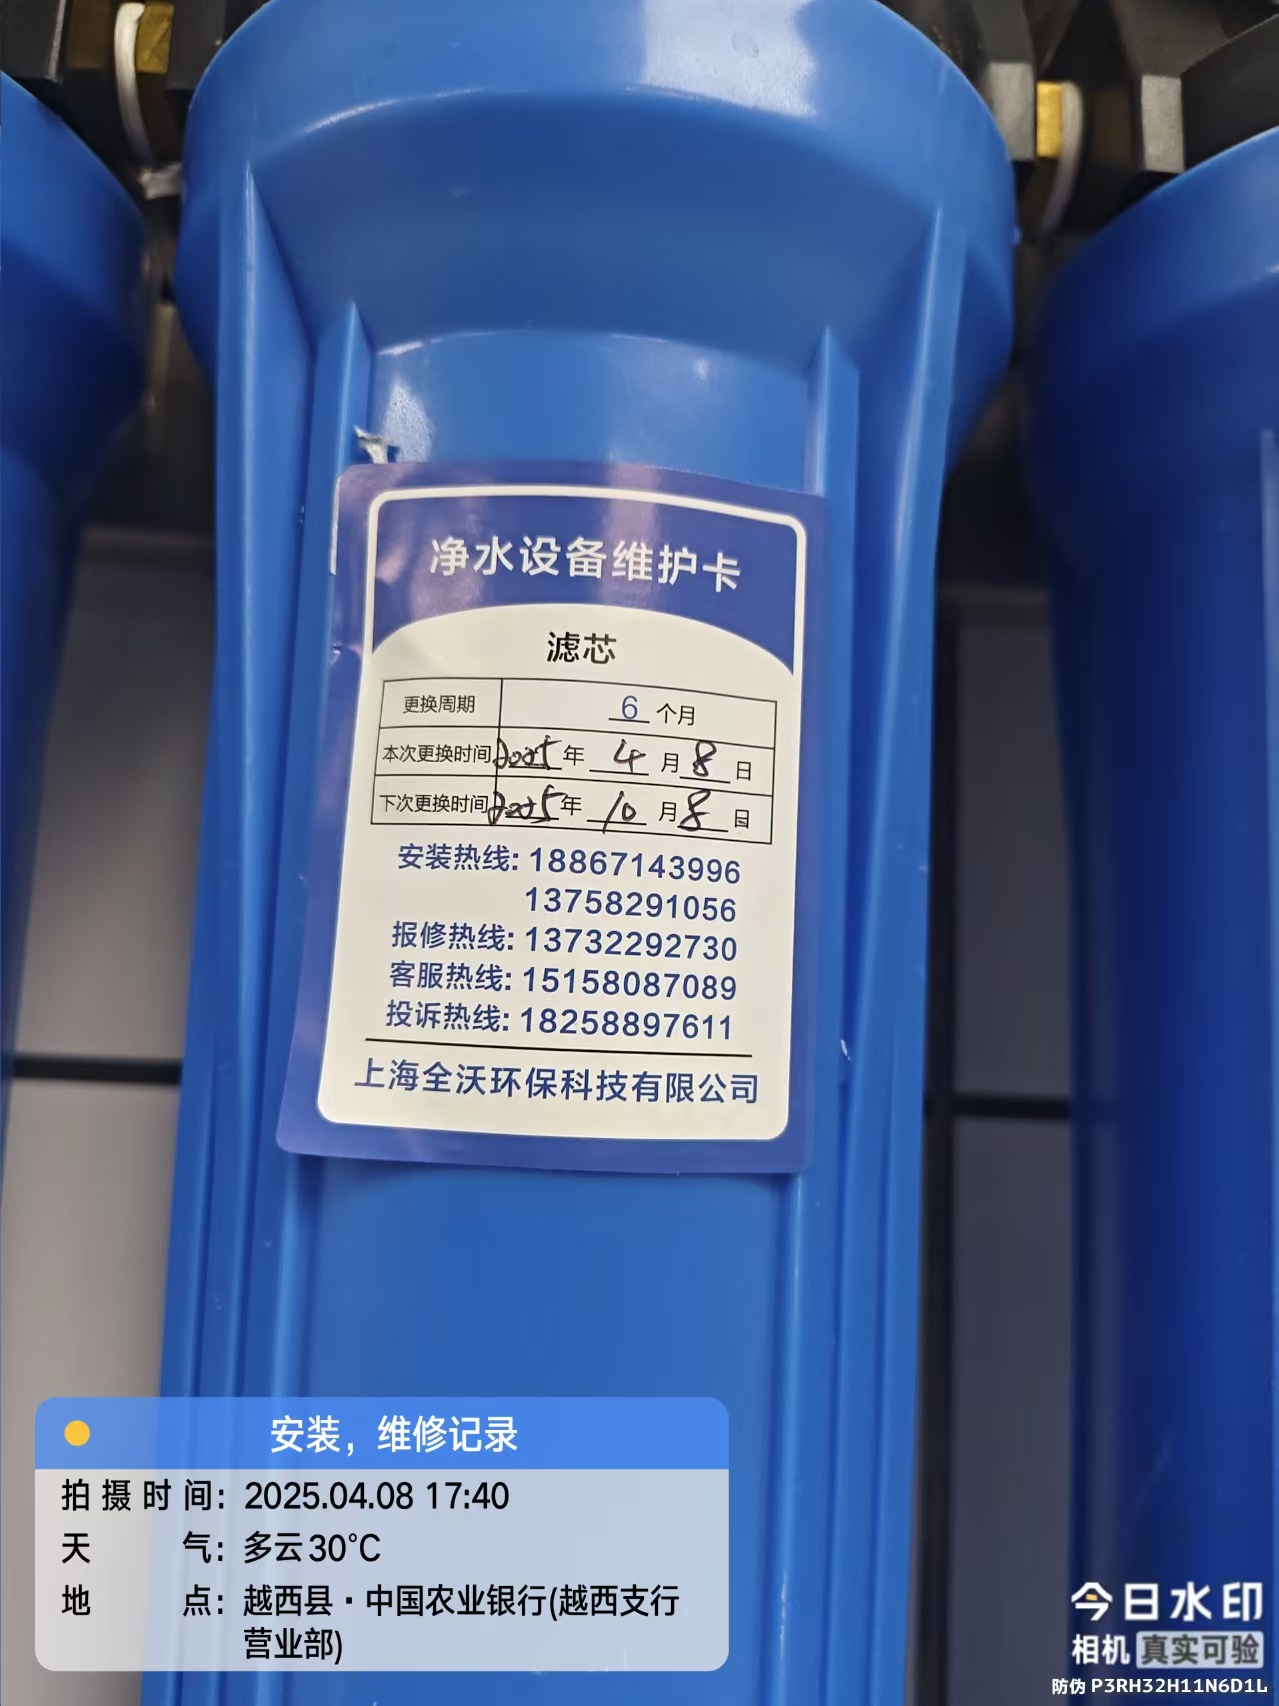 净水设备维护卡
滤芯
更换周期 6 个月
本次更换时间 2025 年 4 月 8 日
下次更换时间 2025 年 10 月 8 日
安装热线: 18867143996
13758291056
报修热线: 13732292730
客服热线: 15158087089
投诉热线: 18258897611
上海全沃环保科技有限公司
安装，维修记录
拍摄时间: 2025.04.08 17:40
天气: 多云 30℃
地点: 越西县·中国农业银行(越西支行
营业部)
今日水印
相机 真实可验
防伪 P3RH32H11N6D1L